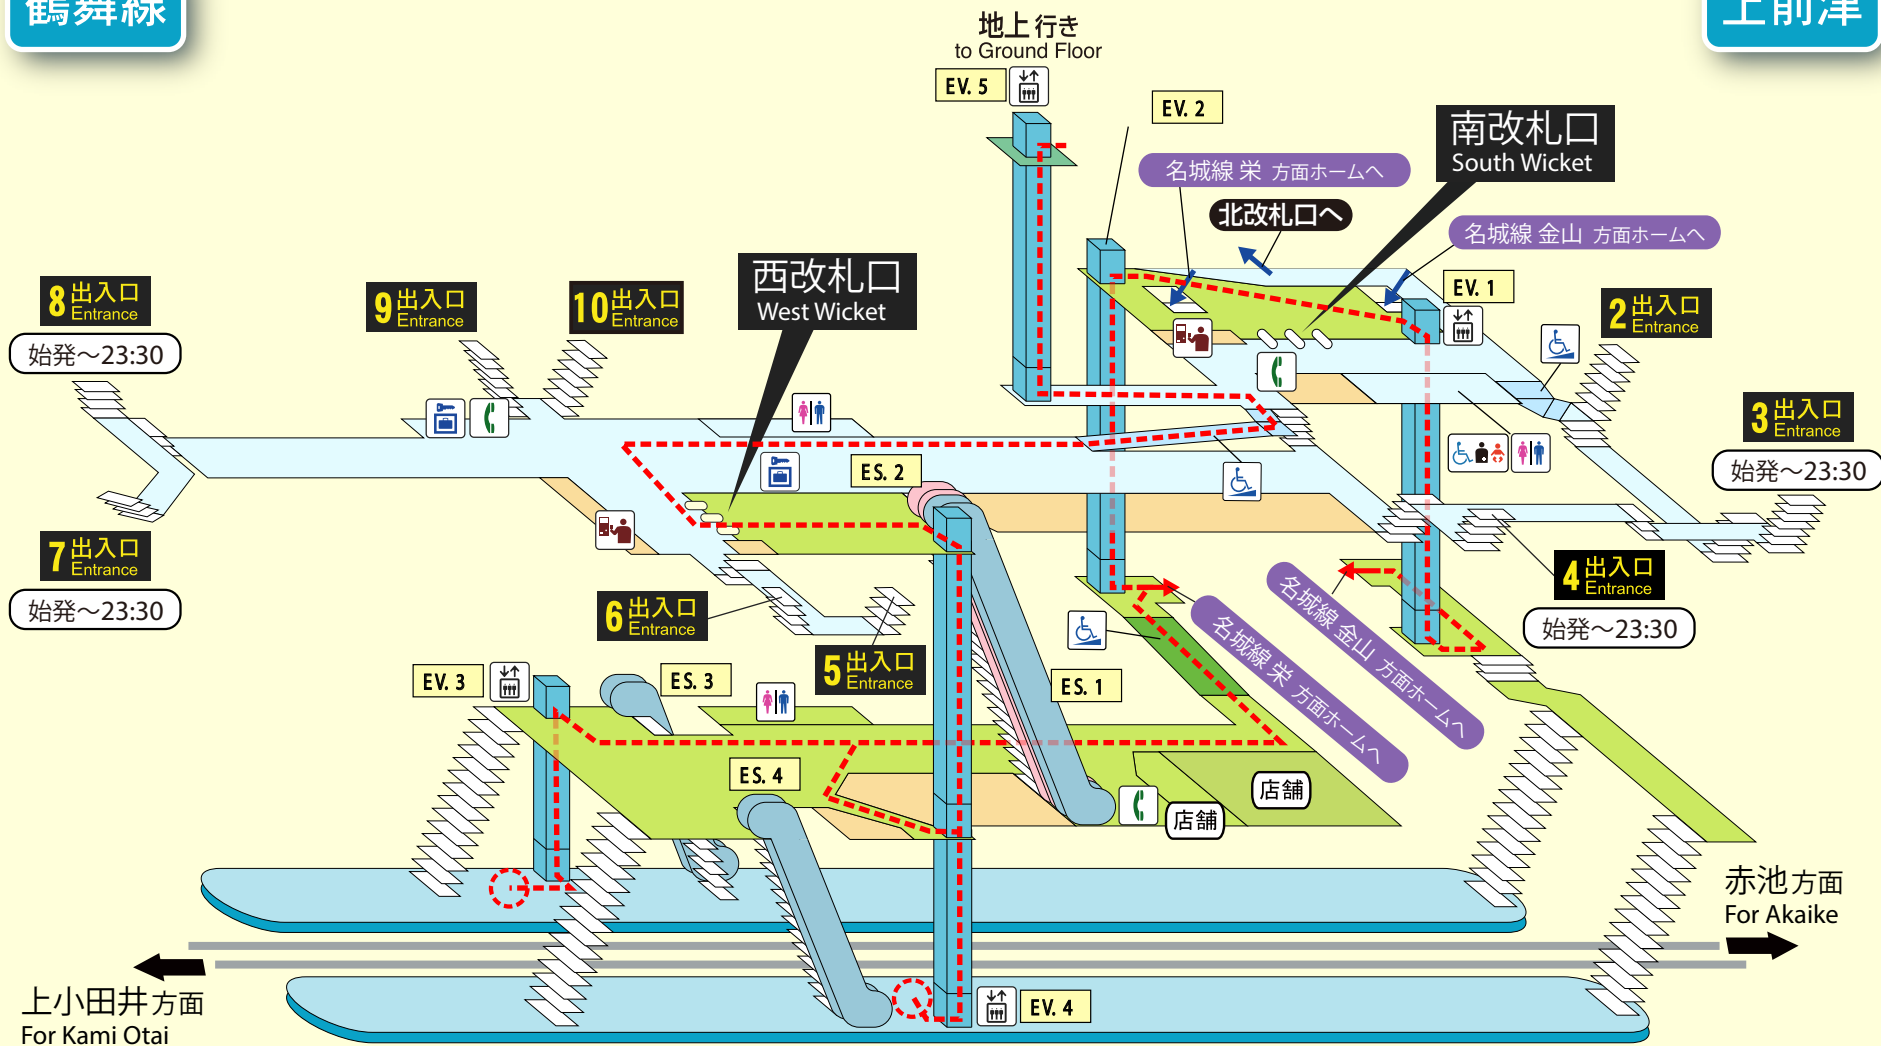 鶴舞線
上前津
地上行き
to Ground Floor
EV. 5
EV. 2
南改札口
South Wicket
名城線 栄 方面ホームへ
北改札口へ
名城線 金山 方面ホームへ
西改札口
West Wicket
EV. 1
8 出入口
Entrance
始発～23:30
9 出入口
Entrance
10 出入口
Entrance
2 出入口
Entrance
3 出入口
Entrance
始発～23:30
ES. 2
7 出入口
Entrance
始発～23:30
4 出入口
Entrance
始発～23:30
6 出入口
Entrance
5 出入口
Entrance
名城線 栄 方面ホームへ
名城線 金山 方面ホームへ
EV. 3
ES. 3
ES. 1
ES. 4
店舗
店舗
赤池方面
For Akaike
上小田井方面
For Kami Otai
EV. 4